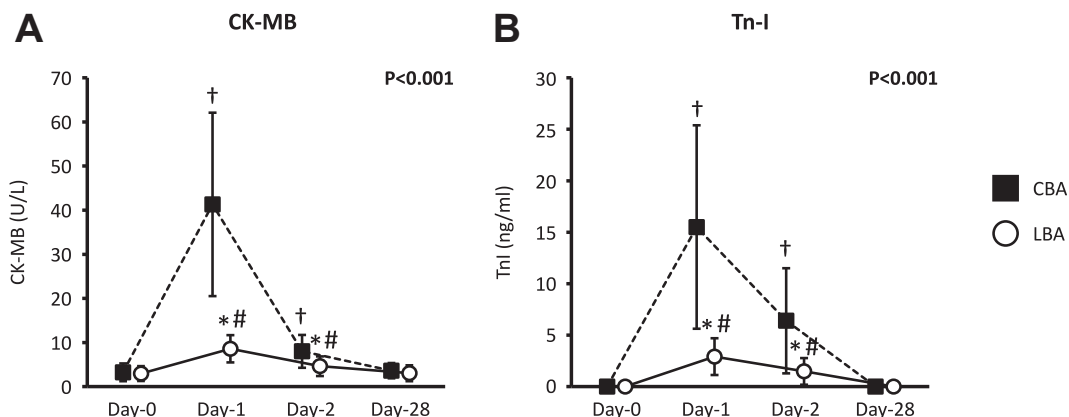 A
CK-MB
P<0.001
CK-MB (U/L)
70
60
50
40
30
20
10
0
†
*#
†
*#
Day-0 Day-1 Day-2 Day-28
B
Tn-I
P<0.001
TnI (ng/ml)
30
25
20
15
10
5
0
†
*#
†
*#
Day-0 Day-1 Day-2 Day-28
CBA
LBA